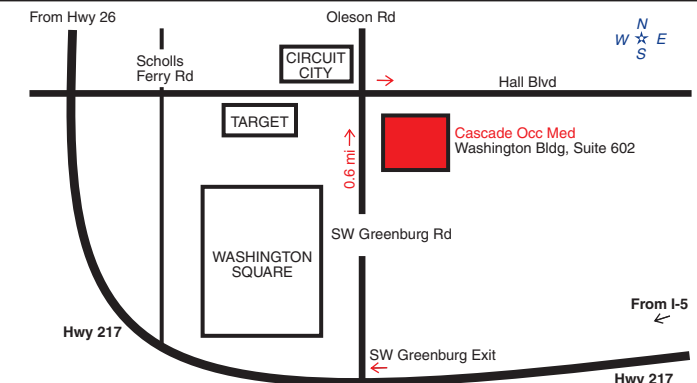 From Hwy 26
Oleson Rd
N
W E
S
Scholls
Ferry Rd
CIRCUIT
CITY
Hall Blvd
TARGET
Cascade Occ Med
Washington Bldg, Suite 602
0.6 mi
SW Greenburg Rd
WASHINGTON
SQUARE
From I-5
Hwy 217
SW Greenburg Exit
Hwy 217